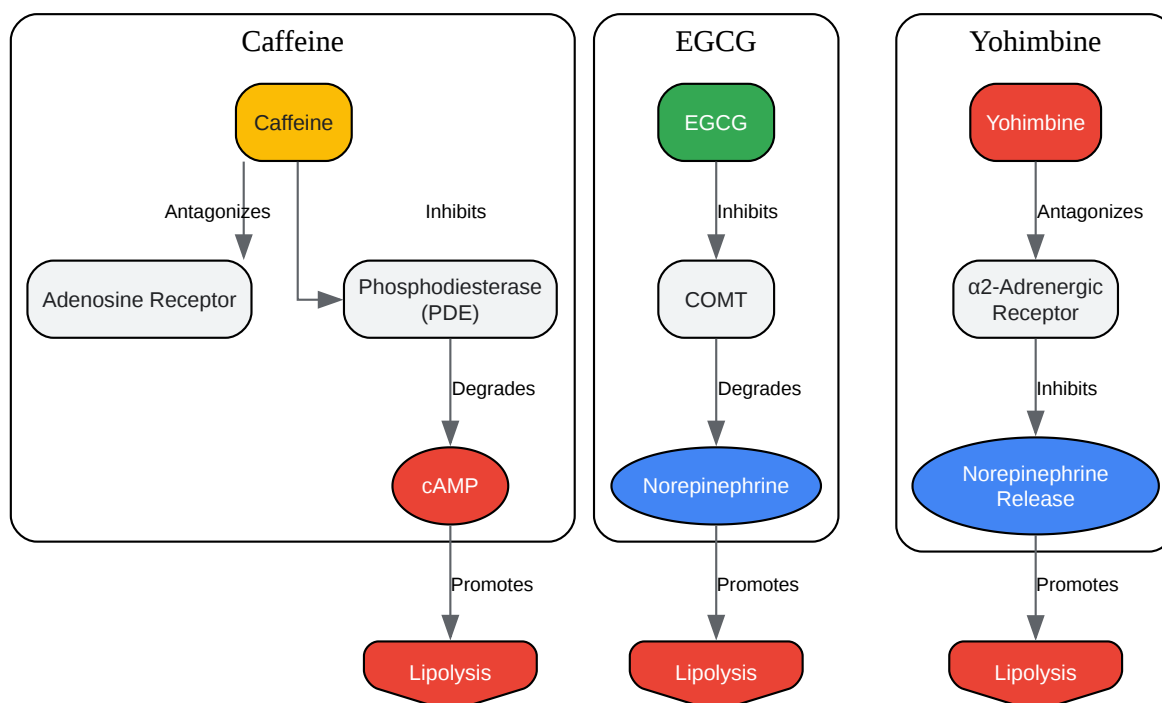 Caffeine
EGCG
Yohimbine
Caffeine
EGCG
Yohimbine
Antagonizes
Inhibits
Inhibits
Antagonizes
Adenosine Receptor
Phosphodiesterase
(PDE)
COMT
α2-Adrenergic
Receptor
Degrades
Degrades
Inhibits
cAMP
Norepinephrine
Norepinephrine
Release
Promotes
Promotes
Promotes
Lipolysis
Lipolysis
Lipolysis